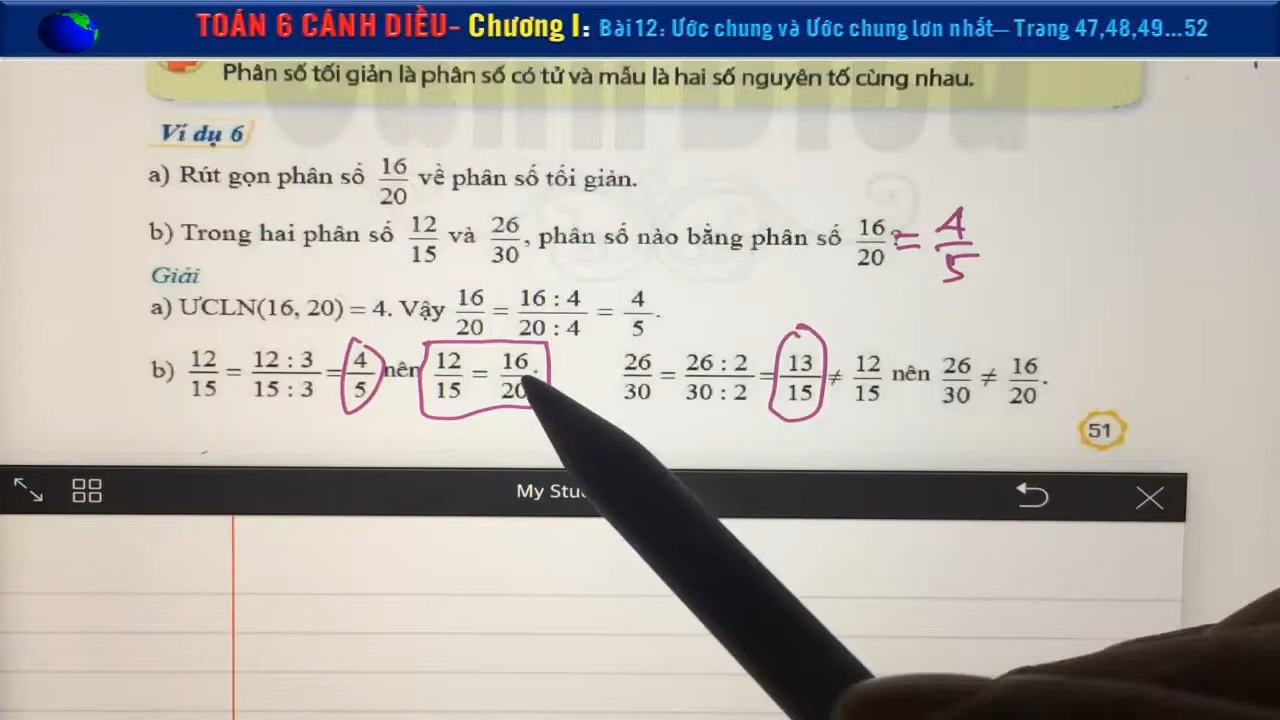 TOÁN 6 CÁNH DIỀU- Chương I: Bài 12: Ước chung và Ước chung lớn nhất– Trang 47,48,49...52
Phân số tối giản là phân số có tử và mẫu là hai số nguyên tố cùng nhau.
Ví dụ 6
a) Rút gọn phân số 16/20 về phân số tối giản.
b) Trong hai phân số 12/15 và 26/30, phân số nào bằng phân số 16/20? = 4/5
Giải
a) ƯCLN(16, 20) = 4. Vậy 16/20 = 16 : 4/20 : 4 = 4/5.
b) 12/15 = 12 : 3/15 : 3 = 4/5 nên 12/15 = 16/20. 26/30 = 26 : 2/30 : 2 = 13/15 ≠ 12/15 nên 26/30 ≠ 16/20.
51
My